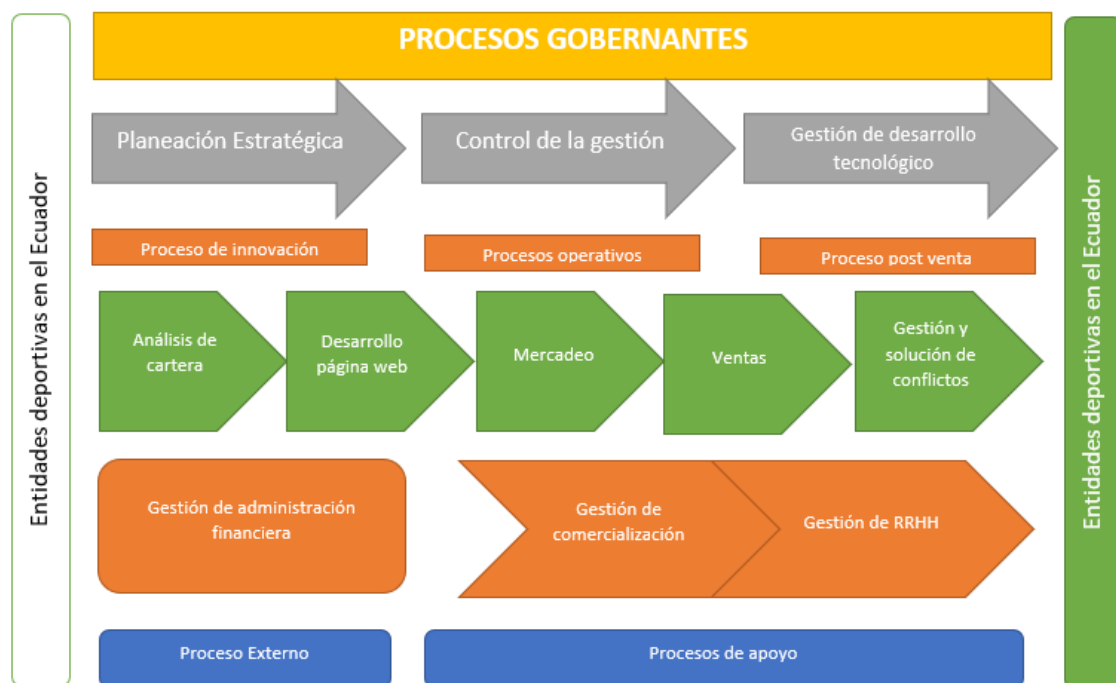 Entidades deportivas en el Ecuador
PROCESOS GOBERNANTES
Planeación Estratégica
Control de la gestión
Gestión de desarrollo
tecnológico
Proceso de innovación
Procesos operativos
Proceso post venta
Análisis de
cartera
Desarrollo
página web
Mercadeo
Ventas
Gestión y
solución de
conflictos
Gestión de administración
financiera
Gestión de
comercialización
Gestión de RRHH
Proceso Externo
Procesos de apoyo
Entidades deportivas en el Ecuador